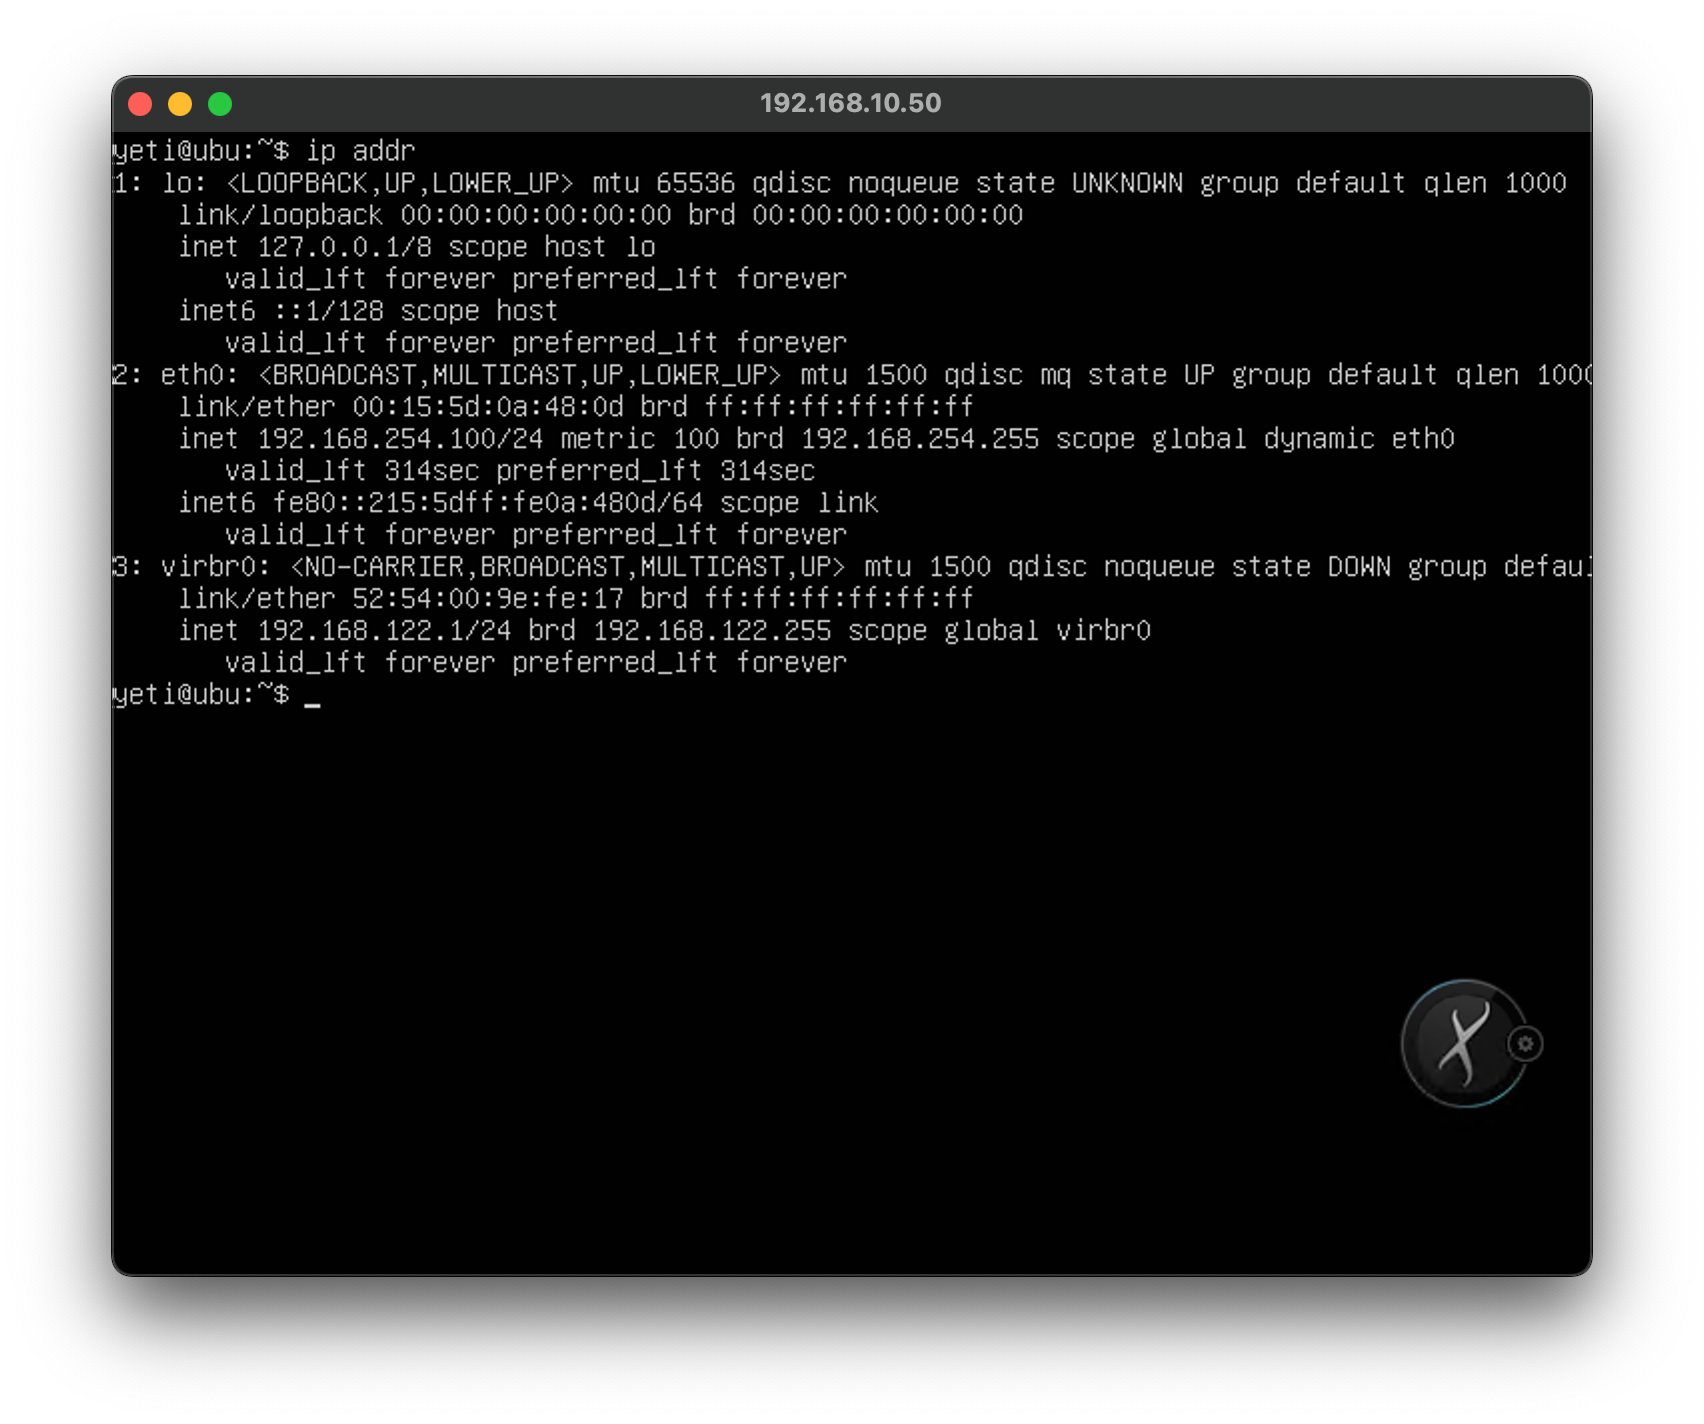 192.168.10.50
yeti@ubu:~$ ip addr
1: lo: <LOOPBACK,UP,LOWER_UP> mtu 65536 qdisc noqueue state UNKNOWN group default qlen 1000
    link/loopback 00:00:00:00:00:00 brd 00:00:00:00:00:00
    inet 127.0.0.1/8 scope host lo
       valid_lft forever preferred_lft forever
    inet6 ::1/128 scope host
       valid_lft forever preferred_lft forever
2: eth0: <BROADCAST,MULTICAST,UP,LOWER_UP> mtu 1500 qdisc mq state UP group default qlen 1000
    link/ether 00:15:5d:0a:48:0d brd ff:ff:ff:ff:ff:ff
    inet 192.168.254.100/24 metric 100 brd 192.168.254.255 scope global dynamic eth0
       valid_lft 314sec preferred_lft 314sec
    inet6 fe80::215:5dff:fe0a:480d/64 scope link
       valid_lft forever preferred_lft forever
3: virbr0: <NO-CARRIER,BROADCAST,MULTICAST,UP> mtu 1500 qdisc noqueue state DOWN group defaul
    link/ether 52:54:00:9e:fe:17 brd ff:ff:ff:ff:ff:ff
    inet 192.168.122.1/24 brd 192.168.122.255 scope global virbr0
       valid_lft forever preferred_lft forever
yeti@ubu:~$ _